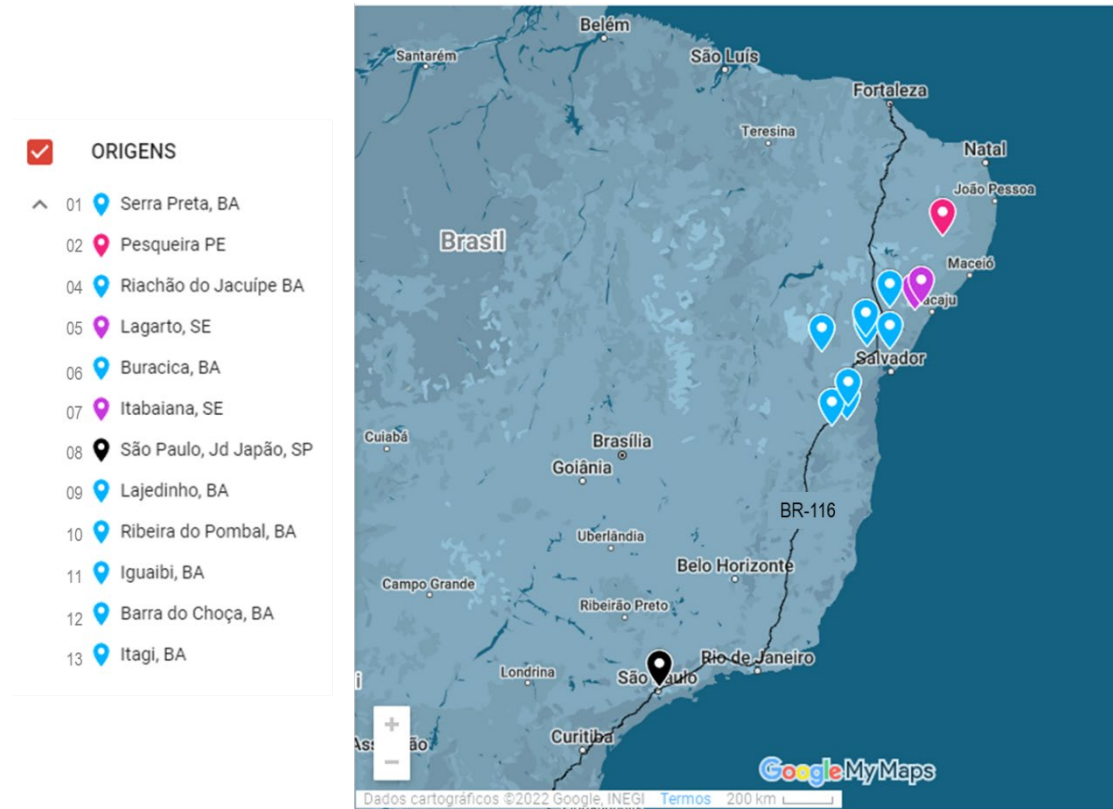 ORIGENS
01 Serra Preta, BA
02 Pesqueira PE
04 Riachão do Jacuípe BA
05 Lagarto, SE
06 Buracica, BA
07 Itabaiana, SE
08 São Paulo, Jd Japão, SP
09 Lajedinho, BA
10 Ribeira do Pombal, BA
11 Iguaibi, BA
12 Barra do Choça, BA
13 Itagi, BA
Belém
Santarém
São Luís
Fortaleza
Teresina
Natal
João Pessoa
Brasil
Maceió
acaju
Salvador
Cuiabá
Brasília
Goiânia
BR-116
Uberlândia
Belo Horizonte
Campo Grande
Ribeirão Preto
Rio de Janeiro
Londrina
São Paulo
i
+
Curitiba
Ass ão
−
Google My Maps
Dados cartográficos ©2022 Google, INEGI Termos 200 km